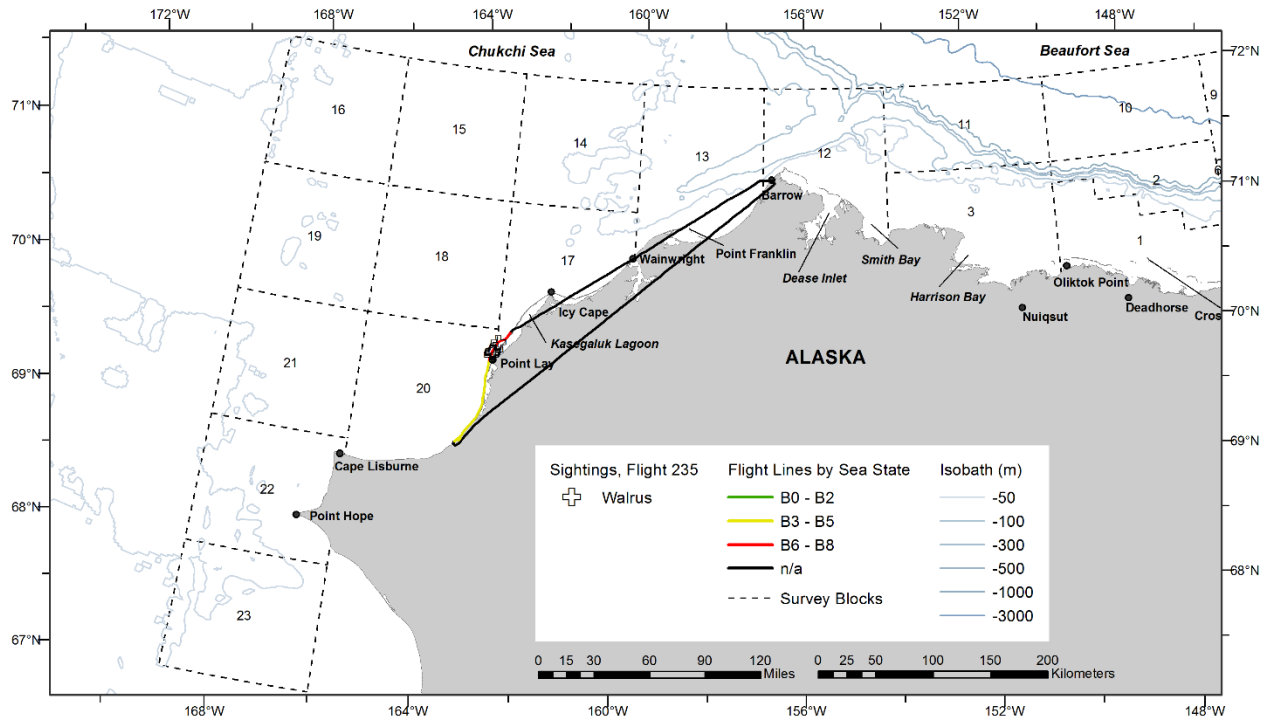 172°W 168°W 164°W 160°W 156°W 152°W 148°W
Chukchi Sea Beaufort Sea
72°N
71°N
16 15 14 13 12 11 10 9
71°N
Barrow
2
3
1
70°N
19 18 17
Wainwright
Point Franklin
Dease Inlet
Smith Bay
Harrison Bay
Oliktok Point
Nuiqsut
Deadhorse
Cros
70°N
Icy Cape
Kasegaluk Lagoon
Point Lay
ALASKA
69°N
21 20
69°N
Cape Lisburne
22
Point Hope
68°N
68°N
23
67°N
Sightings, Flight 235
Walrus
Flight Lines by Sea State
B0 - B2
B3 - B5
B6 - B8
n/a
Survey Blocks
Isobath (m)
-50
-100
-300
-500
-1000
-3000
0 15 30 60 90 120
Miles
0 25 50 100 150 200
Kilometers
168°W 164°W 160°W 156°W 152°W 148°W